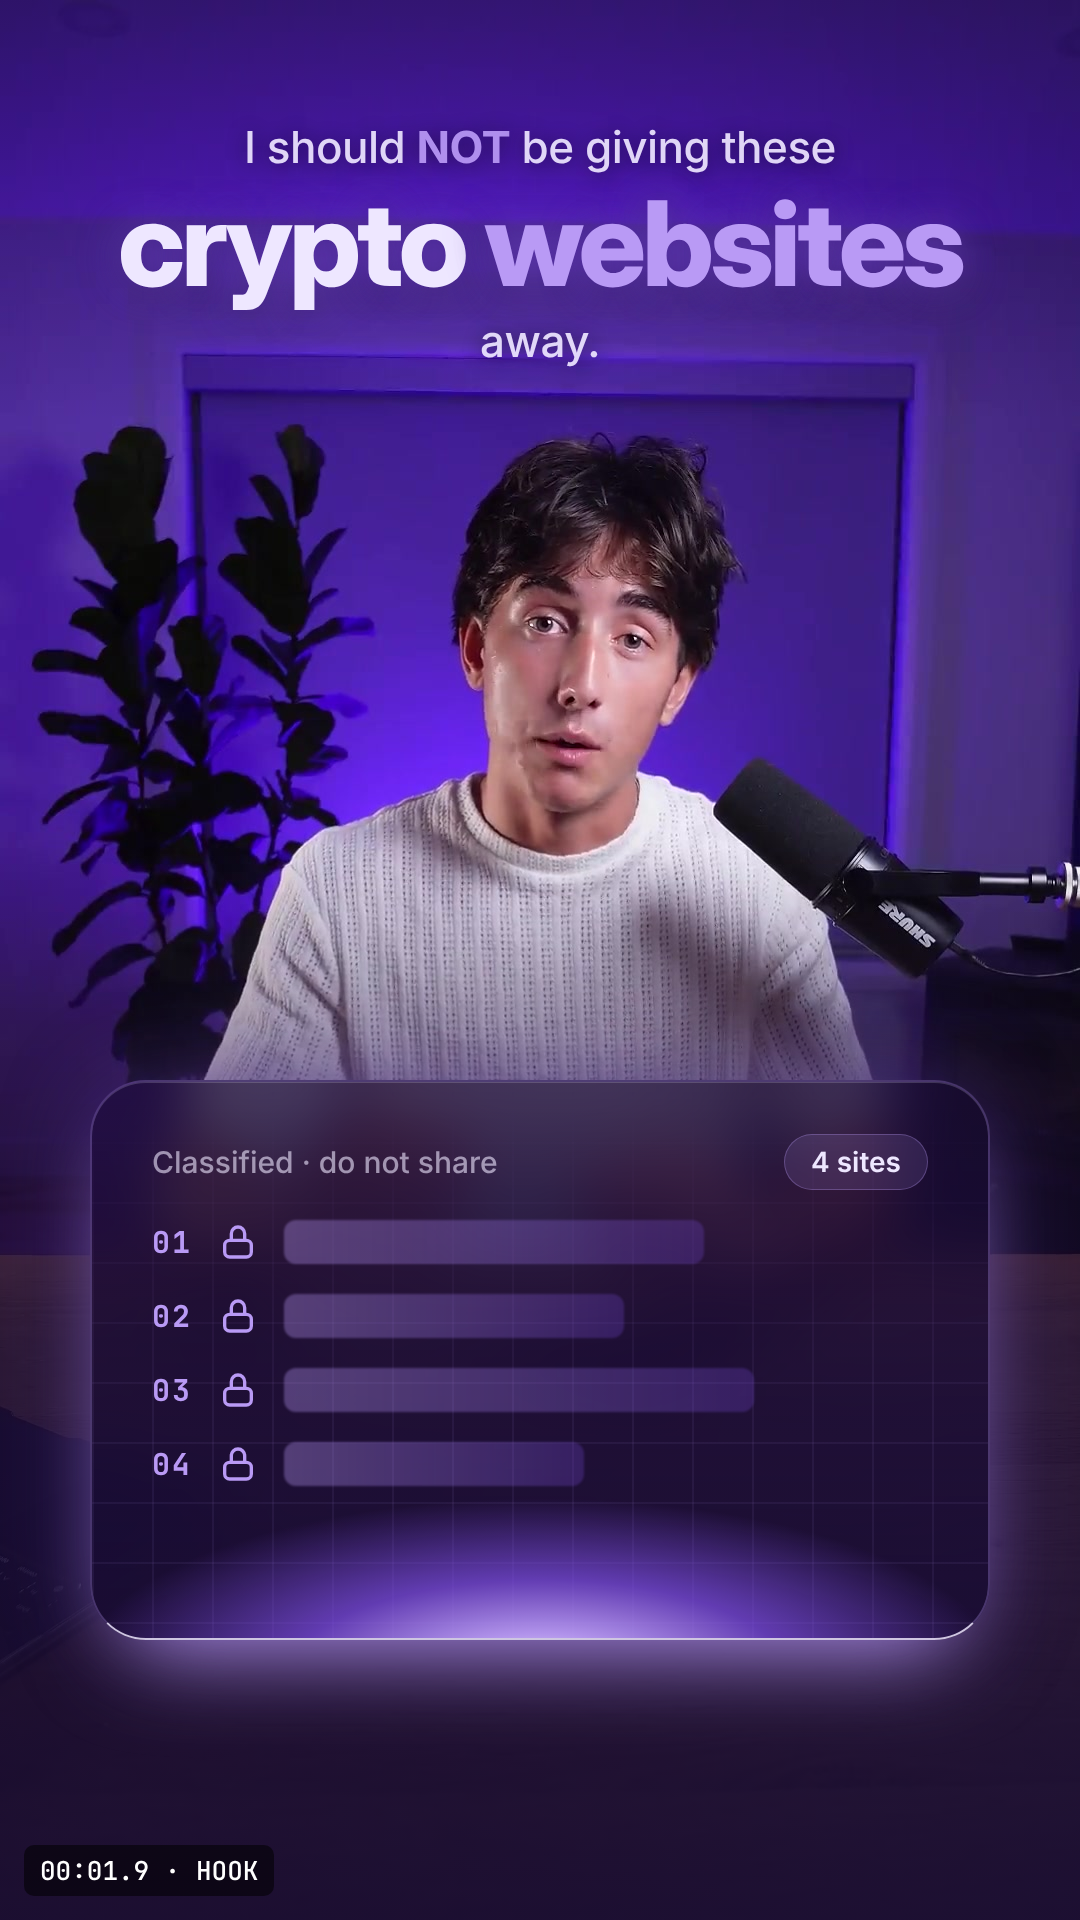 I should NOT be giving these
crypto websites
away.
SHURE
Classified · do not share
4 sites
01
02
03
04
00:01.9 · HOOK